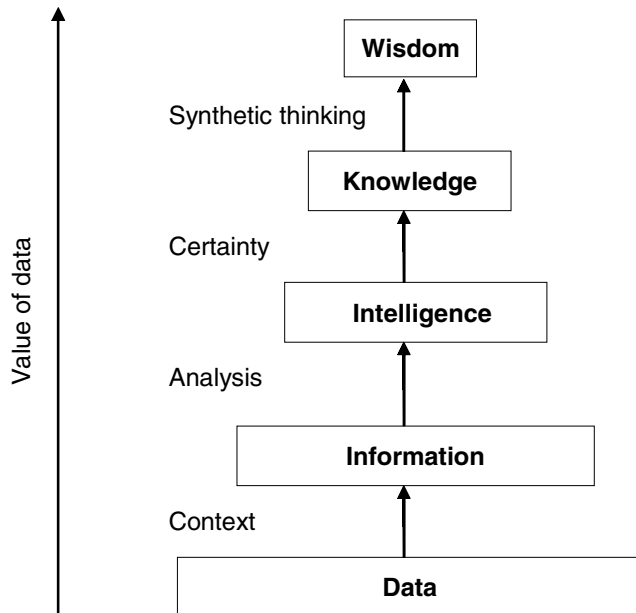 Wisdom
Synthetic thinking
Knowledge
Certainty
Intelligence
Analysis
Information
Context
Data
Value of data